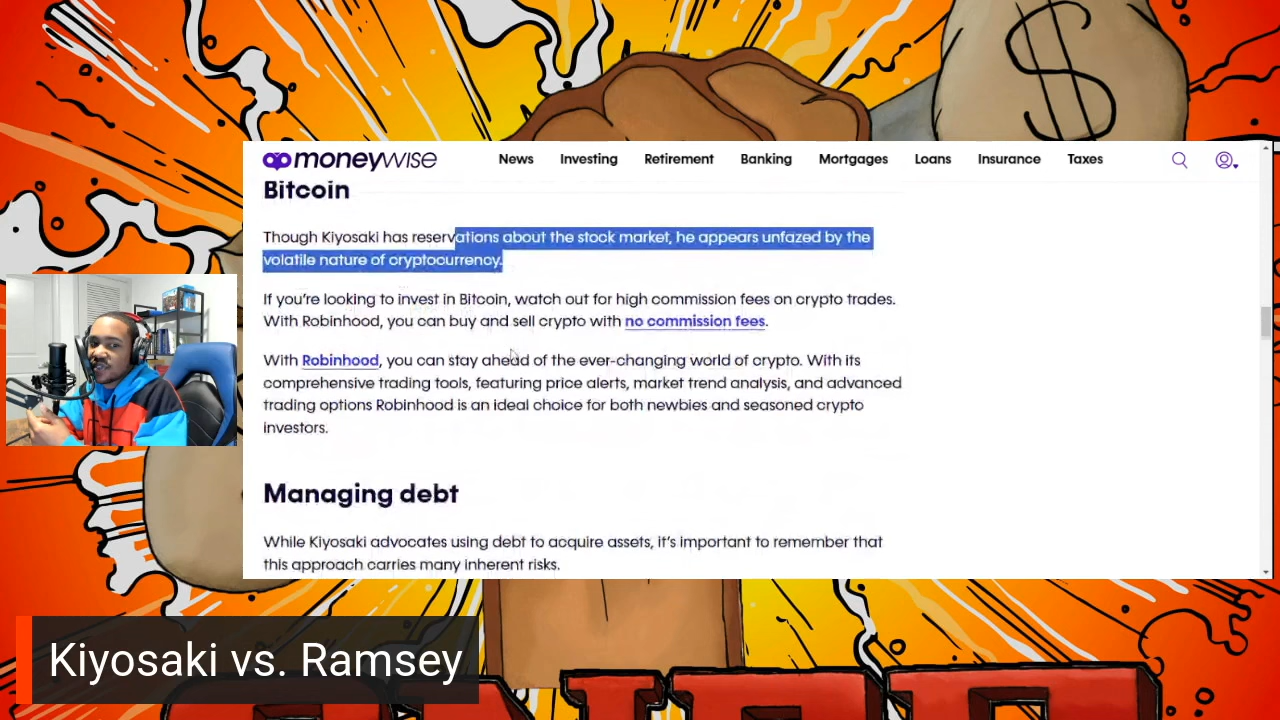 moneywise
News Investing Retirement Banking Mortgages Loans Insurance Taxes
Bitcoin
Though Kiyosaki has reservations about the stock market, he appears unfazed by the
volatile nature of cryptocurrency.
If you're looking to invest in Bitcoin, watch out for high commission fees on crypto trades.
With Robinhood, you can buy and sell crypto with no commission fees.
With Robinhood, you can stay ahead of the ever-changing world of crypto. With its
comprehensive trading tools, featuring price alerts, market trend analysis, and advanced
trading options Robinhood is an ideal choice for both newbies and seasoned crypto
investors.
Managing debt
While Kiyosaki advocates using debt to acquire assets, it's important to remember that
this approach carries many inherent risks.
Kiyosaki vs. Ramsey
$